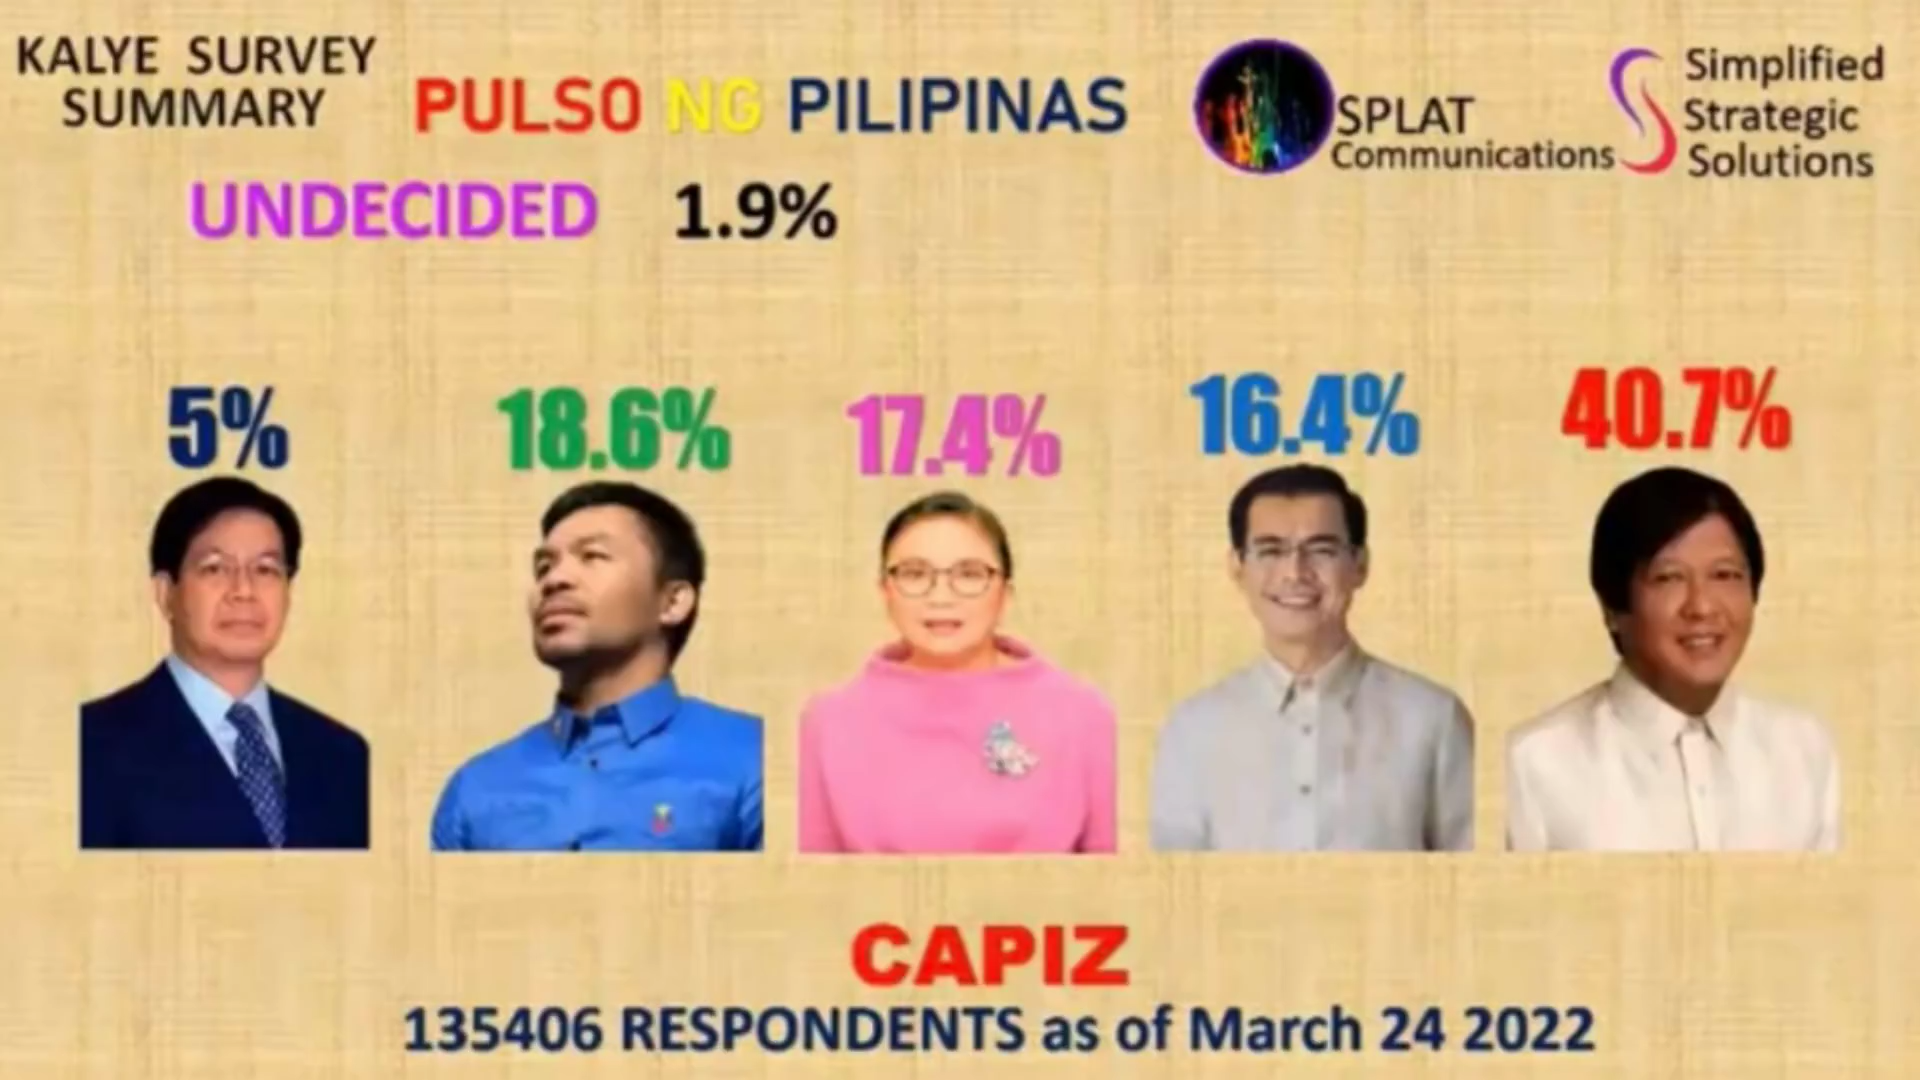 KALYE SURVEY
SUMMARY
PULSO NG PILIPINAS
SPLAT
Communications
Simplified
Strategic
Solutions
UNDECIDED 1.9%
5%
18.6%
17.4%
16.4%
40.7%
CAPIZ
135406 RESPONDENTS as of March 24 2022